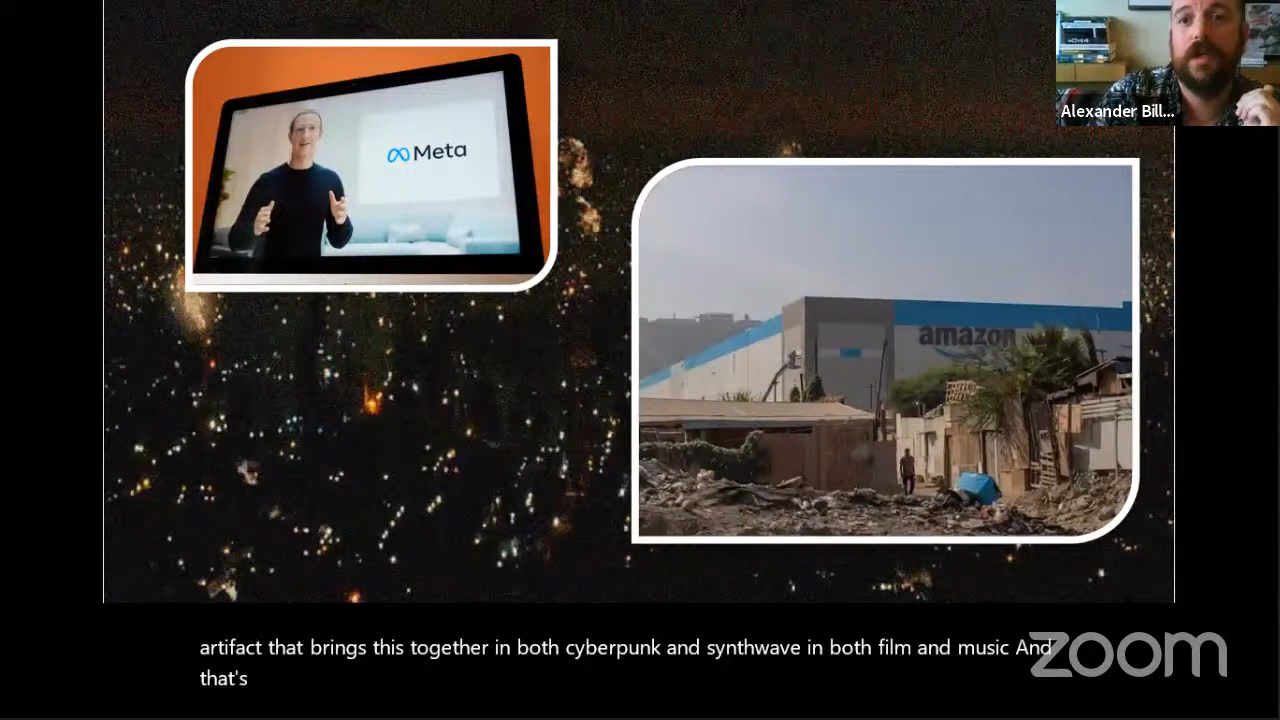 Alexander Bill...
Meta
amazon
artifact that brings this together in both cyberpunk and synthwave in both film and music And
that's
zoom